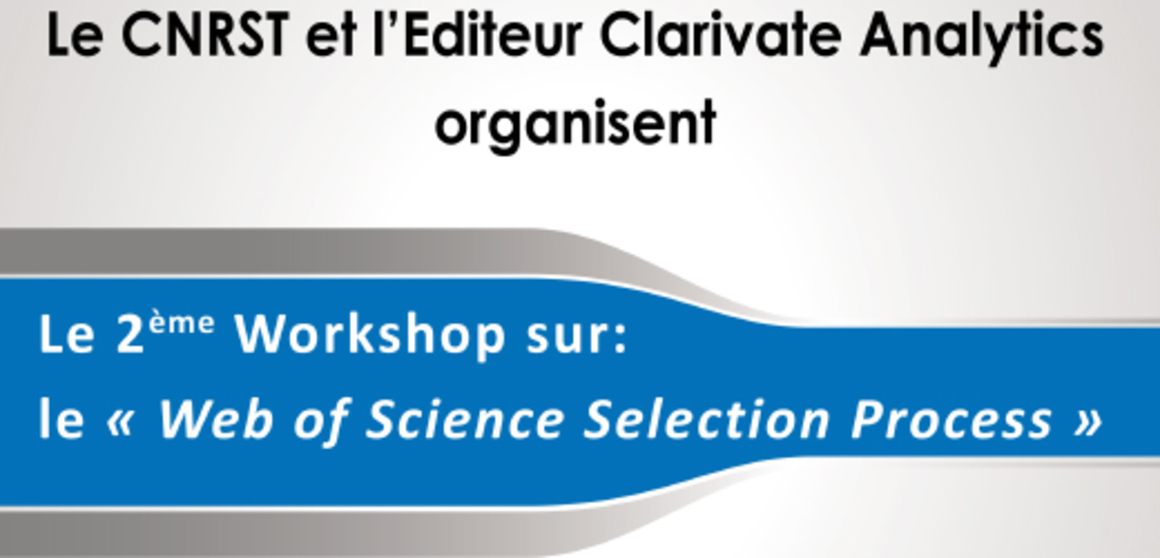 Le CNRST et l’Editeur Clarivate Analytics
organisent
Le 2ème Workshop sur:
le « Web of Science Selection Process »